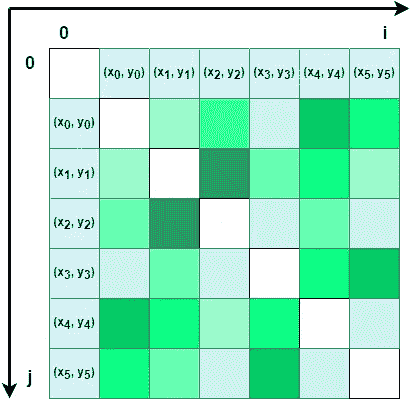 0 i
0 (x₀, y₀) (x₁, y₁) (x₂, y₂) (x₃, y₃) (x₄, y₄) (x₅, y₅)
(x₀, y₀)
(x₁, y₁)
(x₂, y₂)
(x₃, y₃)
(x₄, y₄)
j (x₅, y₅)